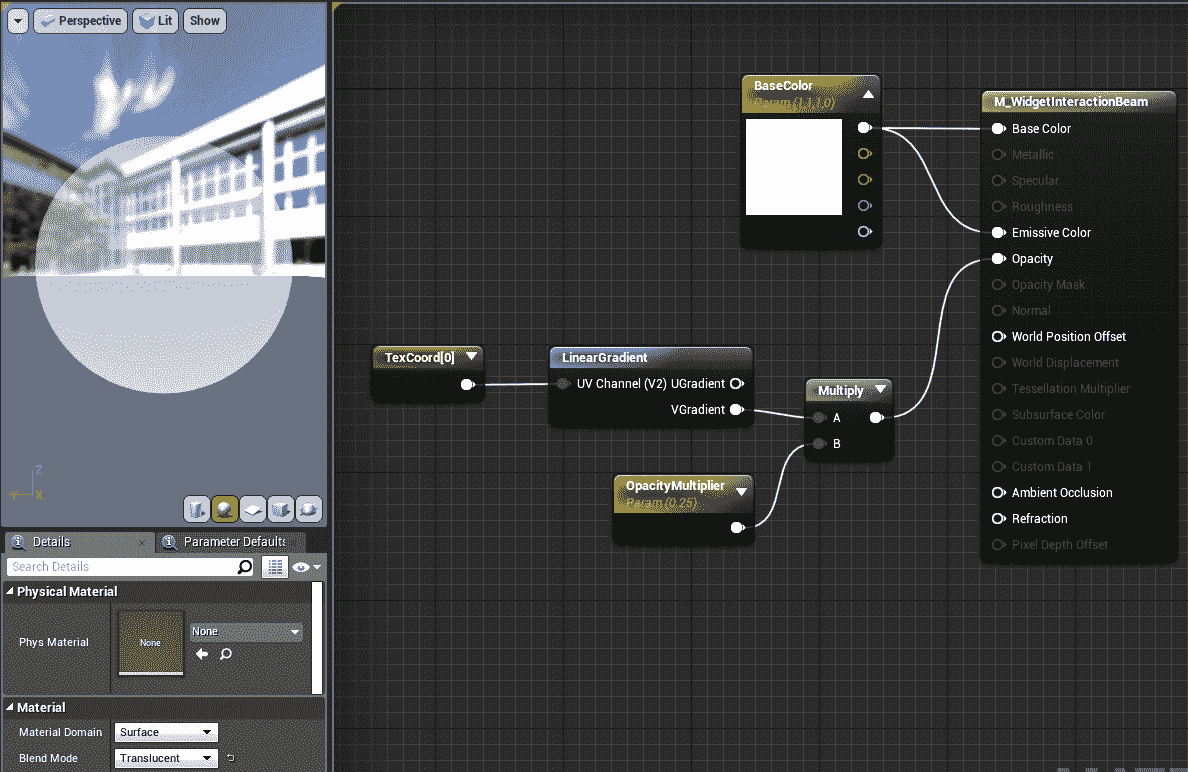 Perspective
Lit
Show
BaseColor
Param (1,1,1,0)
M_WidgetInteractionBeam
Base Color
Metallic
Specular
Roughness
Emissive Color
Opacity
Opacity Mask
Normal
World Position Offset
World Displacement
Tessellation Multiplier
Subsurface Color
Custom Data 0
Custom Data 1
Ambient Occlusion
Refraction
Pixel Depth Offset
TexCoord[0]
LinearGradient
UV Channel (V2) UGradient
VGradient
Multiply
A
B
OpacityMultiplier
Param (0.25)
Z
Y
X
Details
Parameter Defaults
Search Details
Physical Material
Phys Material
None
None
Material
Material Domain
Surface
Blend Mode
Translucent